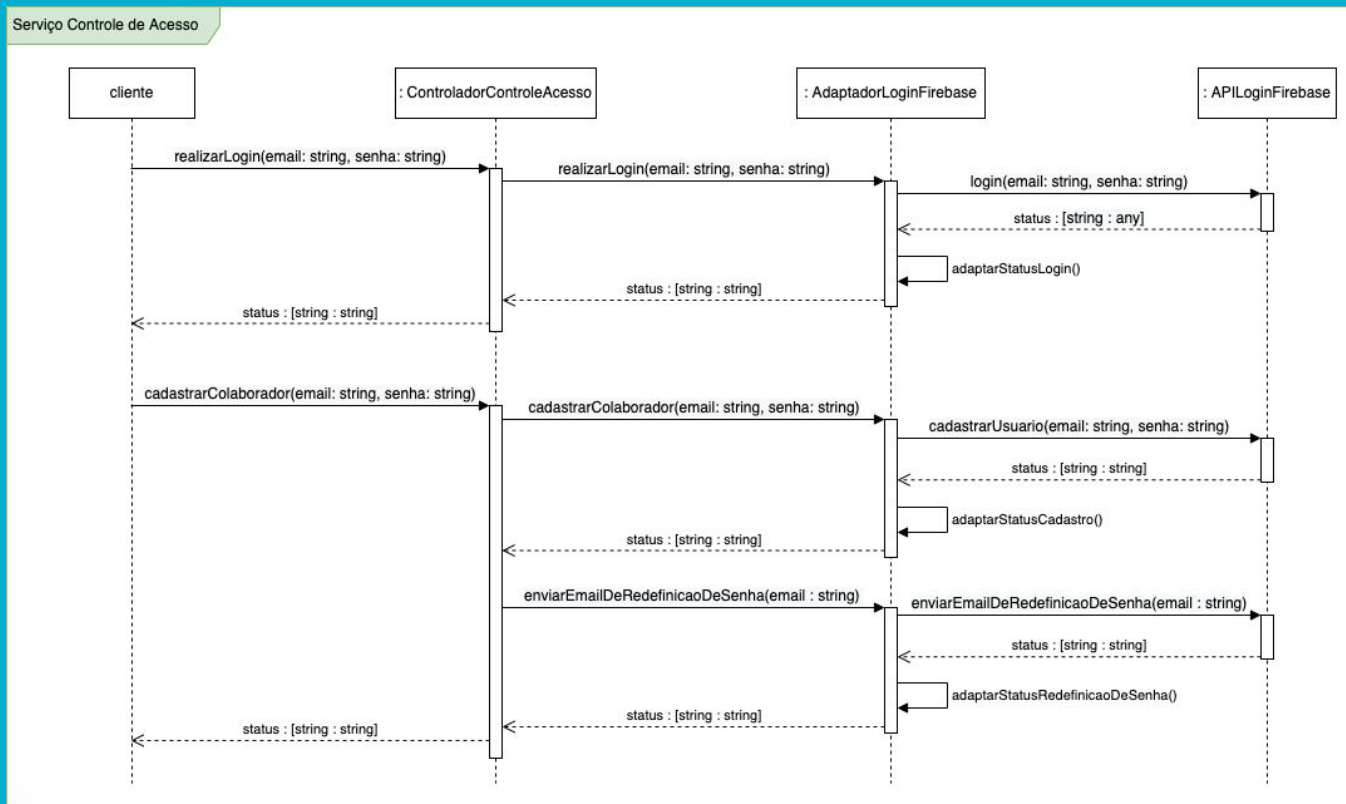 Serviço Controle de Acesso
cliente
: ControladorControleAcesso
: AdaptadorLoginFirebase
: APILoginFirebase
realizarLogin(email: string, senha: string)
realizarLogin(email: string, senha: string)
login(email: string, senha: string)
status : [string : any]
adaptarStatusLogin()
status : [string : string]
status : [string : string]
cadastrarColaborador(email: string, senha: string)
cadastrarColaborador(email: string, senha: string)
cadastrarUsuario(email: string, senha: string)
status : [string : string]
adaptarStatusCadastro()
status : [string : string]
enviarEmailDeRedefinicaoDeSenha(email : string)
enviarEmailDeRedefinicaoDeSenha(email : string)
status : [string : string]
adaptarStatusRedefinicaoDeSenha()
status : [string : string]
status : [string : string]